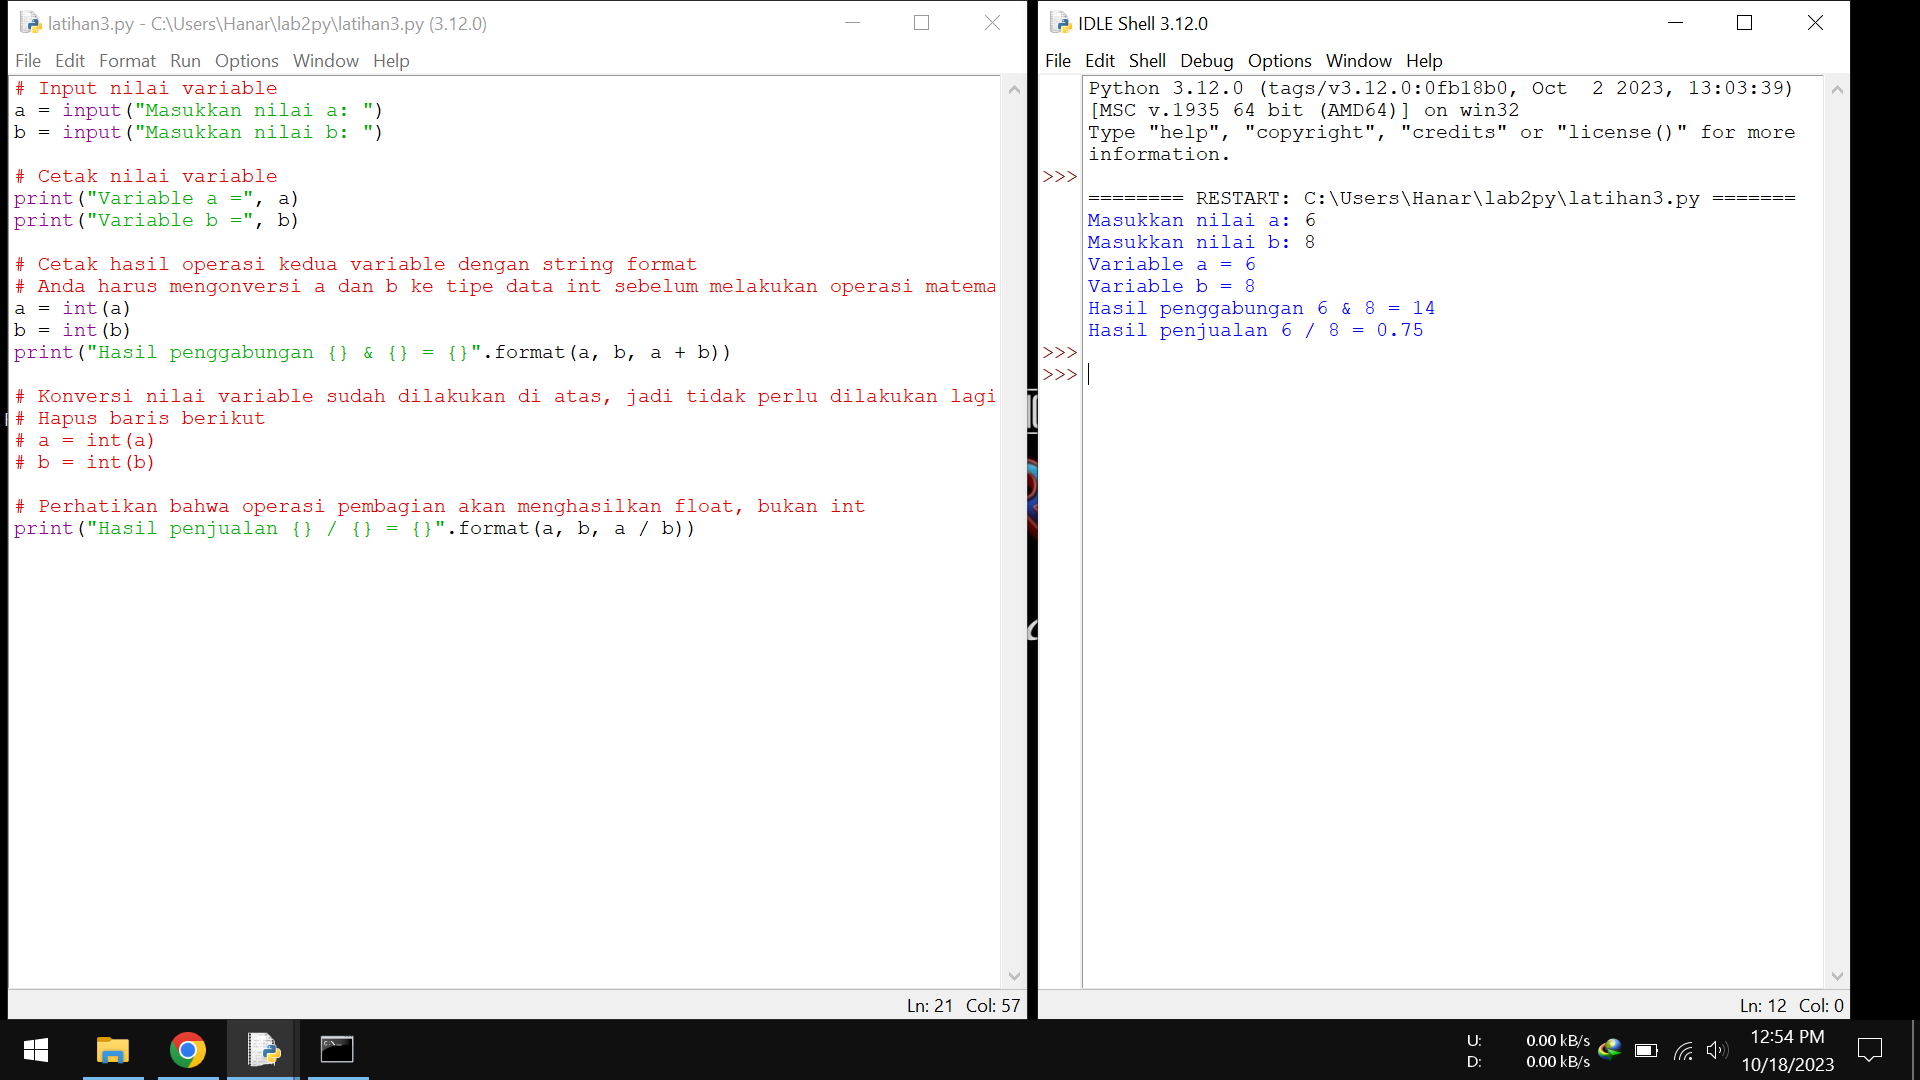 latihan3.py - C:\Users\Hanar\lab2py\latihan3.py (3.12.0)
File Edit Format Run Options Window Help
# Input nilai variable
a = input("Masukkan nilai a: ")
b = input("Masukkan nilai b: ")
# Cetak nilai variable
print("Variable a =", a)
print("Variable b =", b)
# Cetak hasil operasi kedua variable dengan string format
# Anda harus mengonversi a dan b ke tipe data int sebelum melakukan operasi matema
a = int(a)
b = int(b)
print("Hasil penggabungan {} & {} = {}".format(a, b, a + b))
# Konversi nilai variable sudah dilakukan di atas, jadi tidak perlu dilakukan lagi
# Hapus baris berikut
# a = int(a)
# b = int(b)
# Perhatikan bahwa operasi pembagian akan menghasilkan float, bukan int
print("Hasil penjualan {} / {} = {}".format(a, b, a / b))
Ln: 21 Col: 57
IDLE Shell 3.12.0
File Edit Shell Debug Options Window Help
Python 3.12.0 (tags/v3.12.0:0fb18b0, Oct  2 2023, 13:03:39)
[MSC v.1935 64 bit (AMD64)] on win32
Type "help", "copyright", "credits" or "license()" for more
information.
>>>
======== RESTART: C:\Users\Hanar\lab2py\latihan3.py =======
Masukkan nilai a: 6
Masukkan nilai b: 8
Variable a = 6
Variable b = 8
Hasil penggabungan 6 & 8 = 14
Hasil penjualan 6 / 8 = 0.75
>>>
>>>
Ln: 12 Col: 0
U: 0.00 kB/s
D: 0.00 kB/s
12:54 PM
10/18/2023